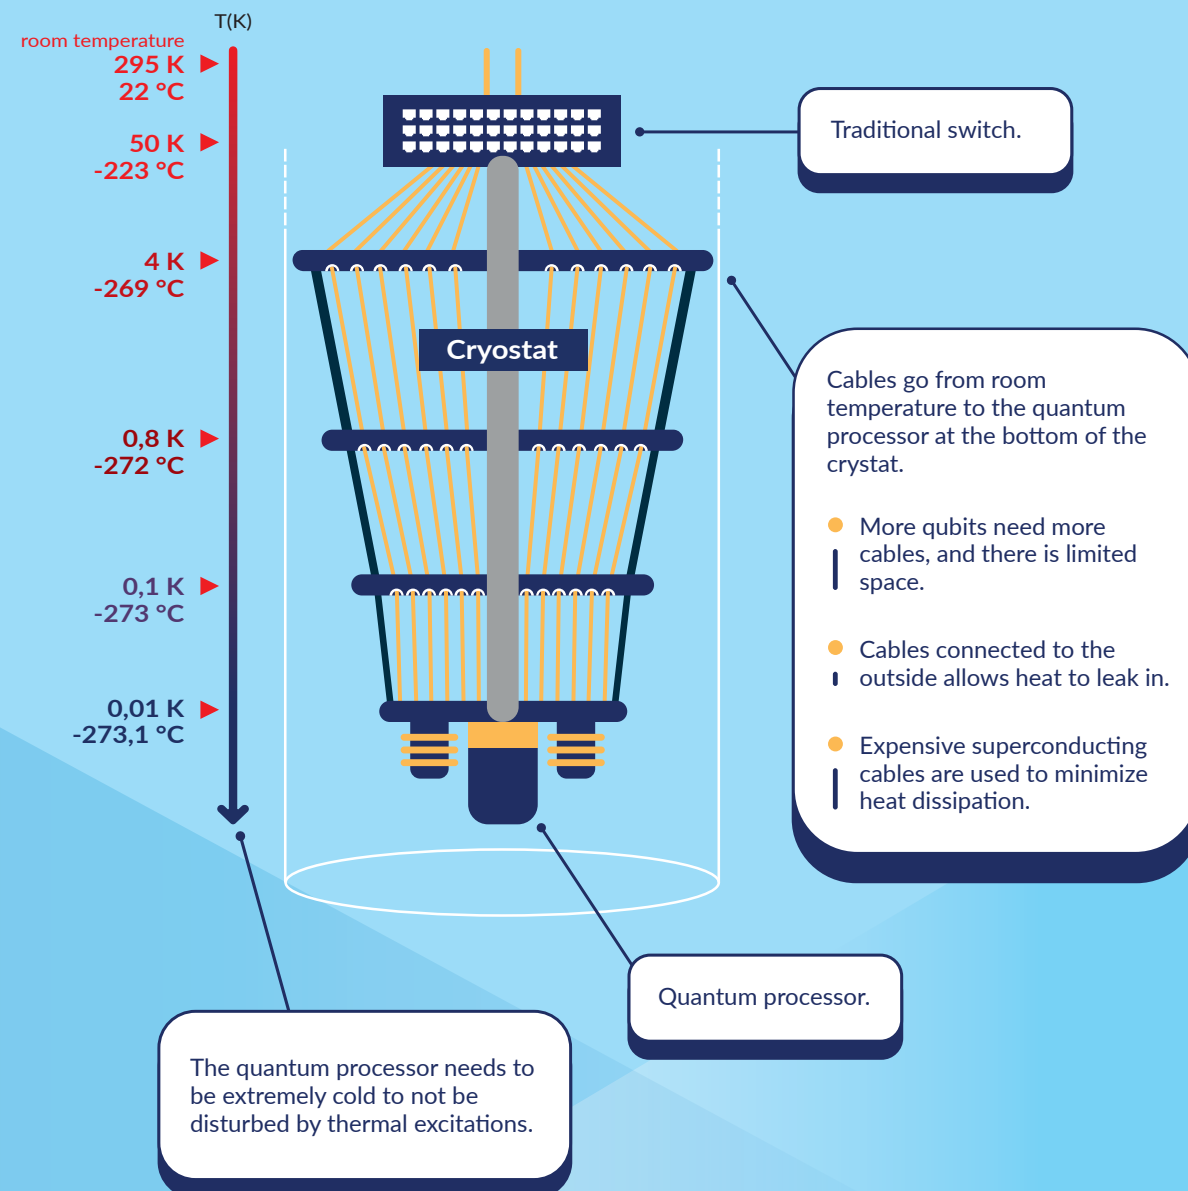 T(K)
room temperature
295 K
22 °C
50 K
-223 °C
4 K
-269 °C
0,8 K
-272 °C
0,1 K
-273 °C
0,01 K
-273,1 °C
Traditional switch.
Cryostat
Cables go from room
temperature to the quantum
processor at the bottom of the
crystat.
More qubits need more
cables, and there is limited
space.
Cables connected to the
outside allows heat to leak in.
Expensive superconducting
cables are used to minimize
heat dissipation.
Quantum processor.
The quantum processor needs to
be extremely cold to not be
disturbed by thermal excitations.